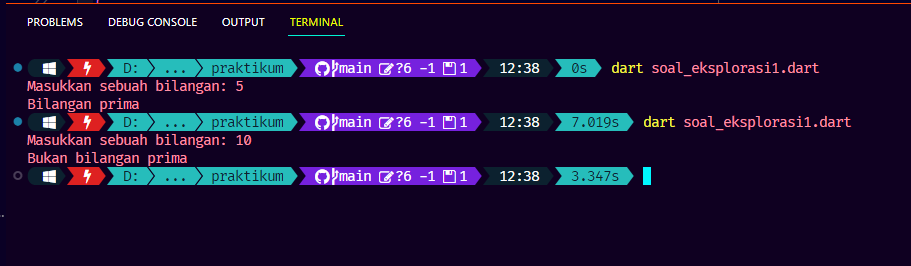 PROBLEMS DEBUG CONSOLE OUTPUT TERMINAL
D: ... praktikum main ?6 -1 1 12:38 0s dart soal_eksplorasi1.dart
Masukkan sebuah bilangan: 5
Bilangan prima
D: ... praktikum main ?6 -1 1 12:38 7.019s dart soal_eksplorasi1.dart
Masukkan sebuah bilangan: 10
Bukan bilangan prima
D: ... praktikum main ?6 -1 1 12:38 3.347s